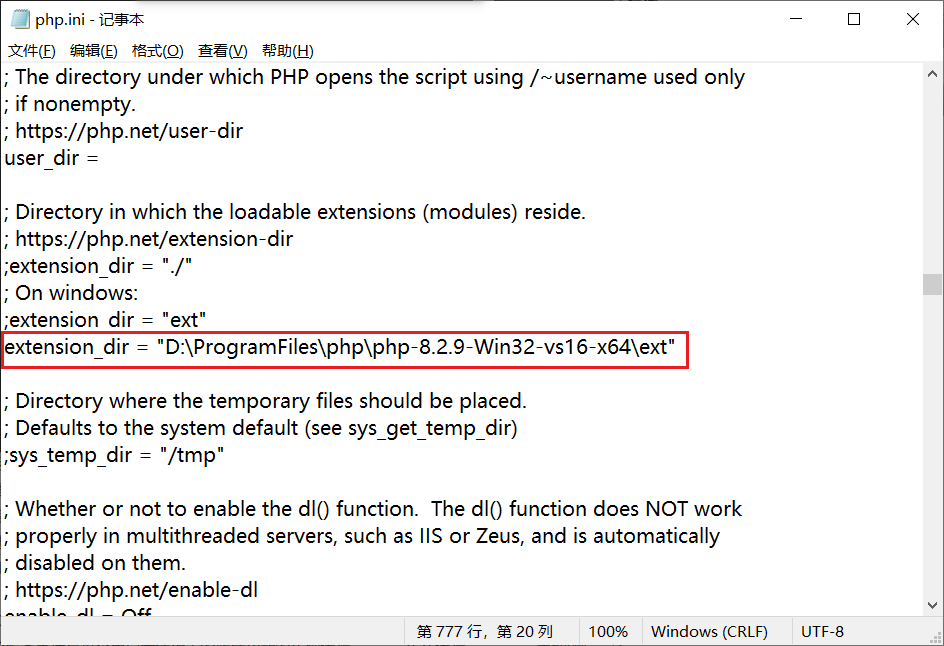 php.ini - 记事本
文件(F) 编辑(E) 格式(O) 查看(V) 帮助(H)
; The directory under which PHP opens the script using /~username used only
; if nonempty.
; https://php.net/user-dir
user_dir =
; Directory in which the loadable extensions (modules) reside.
; https://php.net/extension-dir
;extension_dir = "./"
; On windows:
;extension_dir = "ext"
extension_dir = "D:\ProgramFiles\php\php-8.2.9-Win32-vs16-x64\ext"
; Directory where the temporary files should be placed.
; Defaults to the system default (see sys_get_temp_dir)
;sys_temp_dir = "/tmp"
; Whether or not to enable the dl() function.  The dl() function does NOT work
; properly in multithreaded servers, such as IIS or Zeus, and is automatically
; disabled on them.
; https://php.net/enable-dl
enable_dl = Off
第 777 行，第 20 列 100% Windows (CRLF) UTF-8